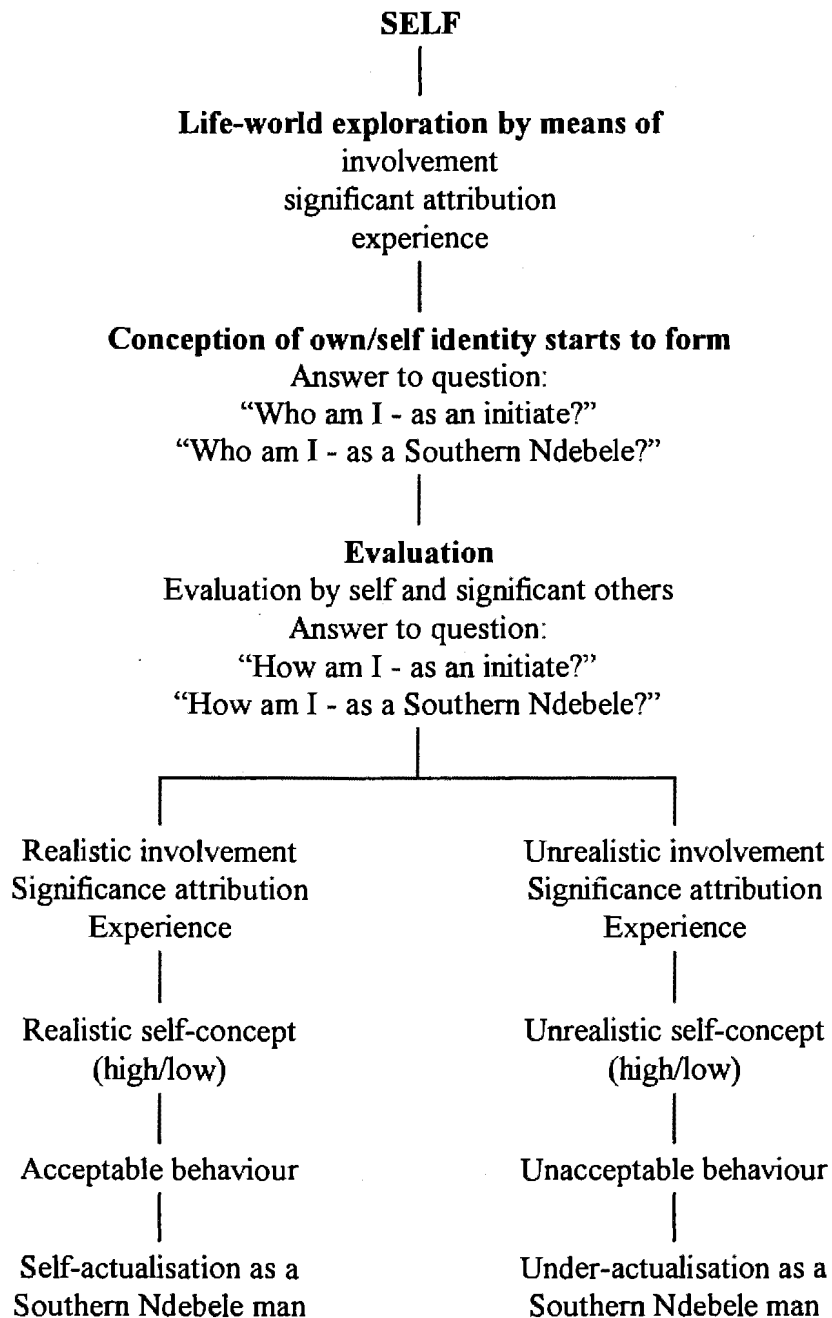 SELF
Life-world exploration by means of
involvement
significant attribution
experience
Conception of own/self identity starts to form
Answer to question:
“Who am I - as an initiate?”
“Who am I - as a Southern Ndebele?”
Evaluation
Evaluation by self and significant others
Answer to question:
“How am I - as an initiate?”
“How am I - as a Southern Ndebele?”
Realistic involvement
Significance attribution
Experience
Realistic self-concept
(high/low)
Acceptable behaviour
Self-actualisation as a
Southern Ndebele man
Unrealistic involvement
Significance attribution
Experience
Unrealistic self-concept
(high/low)
Unacceptable behaviour
Under-actualisation as a
Southern Ndebele man